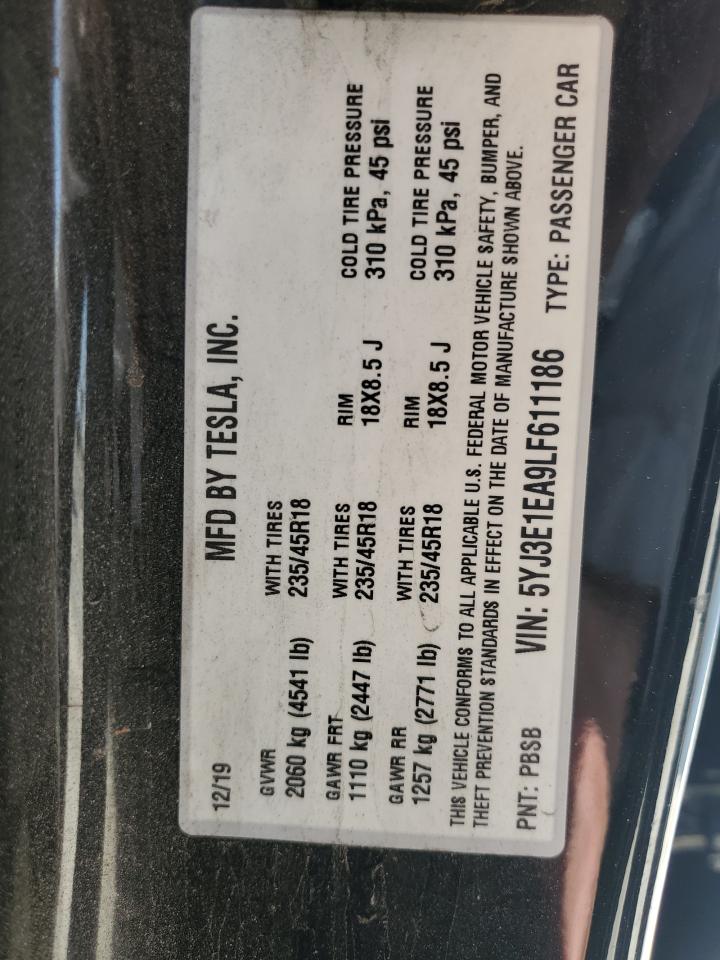 MFD BY TESLA, INC.
12/19
GVWR WITH TIRES
2060 kg (4541 lb) 235/45R18
GAWR FRT WITH TIRES RIM COLD TIRE PRESSURE
1110 kg (2447 lb) 235/45R18 18X8.5 J 310 kPa, 45 psi
GAWR RR WITH TIRES RIM COLD TIRE PRESSURE
1257 kg (2771 lb) 235/45R18 18X8.5 J 310 kPa, 45 psi
THIS VEHICLE CONFORMS TO ALL APPLICABLE U.S. FEDERAL MOTOR VEHICLE SAFETY, BUMPER, AND
THEFT PREVENTION STANDARDS IN EFFECT ON THE DATE OF MANUFACTURE SHOWN ABOVE.
PNT: PBSB VIN: 5YJ3E1EA9LF611186 TYPE: PASSENGER CAR